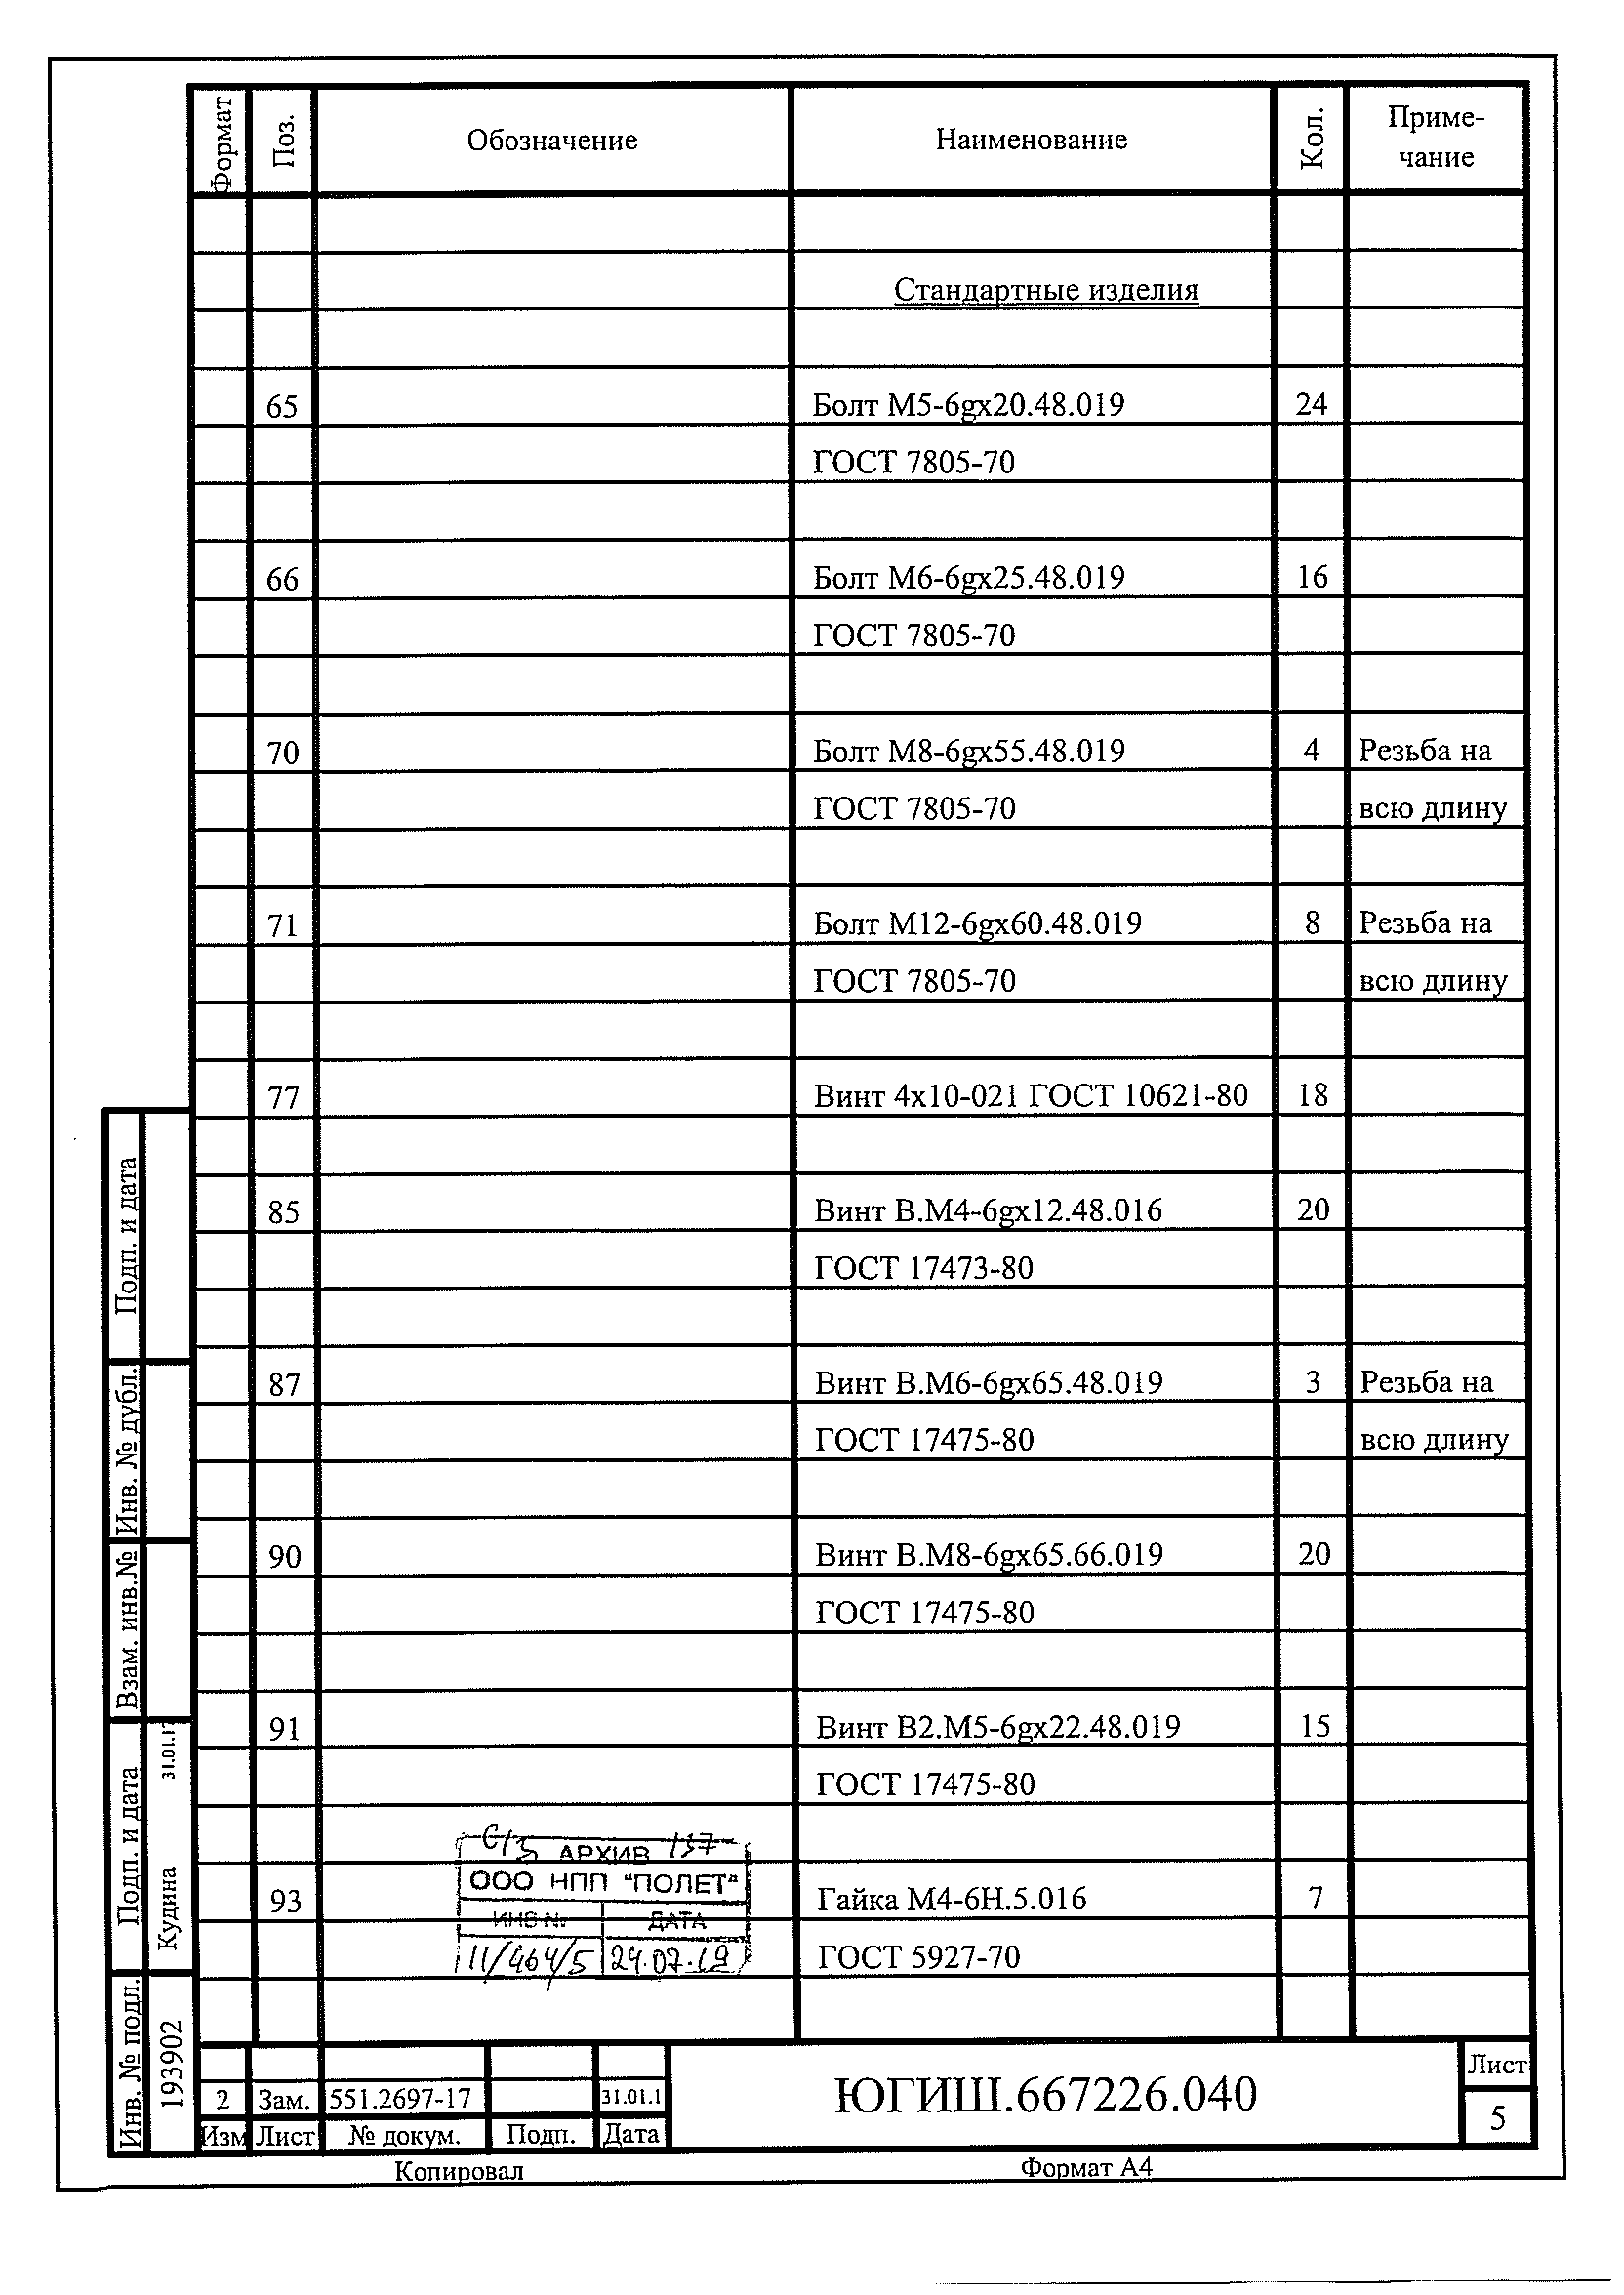 Формат Поз. Обозначение Наименование Кол. Приме-
чание
Стандартные изделия
65 Болт М5-6gx20.48.019 24
ГОСТ 7805-70
66 Болт М6-6gx25.48.019 16
ГОСТ 7805-70
70 Болт М8-6gx55.48.019 4 Резьба на
ГОСТ 7805-70 всю длину
71 Болт М12-6gx60.48.019 8 Резьба на
ГОСТ 7805-70 всю длину
77 Винт 4x10-021 ГОСТ 10621-80 18
85 Винт В.М4-6gx12.48.016 20
ГОСТ 17473-80
87 Винт В.М6-6gx65.48.019 3 Резьба на
ГОСТ 17475-80 всю длину
90 Винт В.М8-6gx65.66.019 20
ГОСТ 17475-80
91 Винт В2.М5-6gx22.48.019 15
ГОСТ 17475-80
93 Гайка М4-6Н.5.016 7
ГОСТ 5927-70
АРХИВ 137
ООО НПП "ПОЛЕТ"
ИНВ № ДАТА
11/464/5 24.07.19
Подп. и дата
Инв. № дубл.
Взам. инв.№
Подп. и дата Кудина 31.01.17
Инв. № подл. 193902
2 Зам. 551.2697-17 31.01.1
Изм Лист № докум. Подп. Дата
ЮГИШ.667226.040
Лист
5
Копировал Формат А4